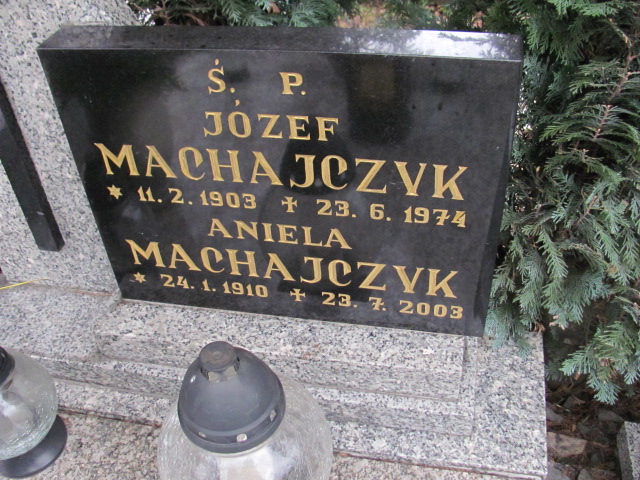 Ś. P.
JÓZEF
MACHAJCZYK
* 11. 2. 1903 + 23. 6. 1974
ANIELA
MACHAJCZYK
* 24. 1. 1910 + 23. 7. 2003